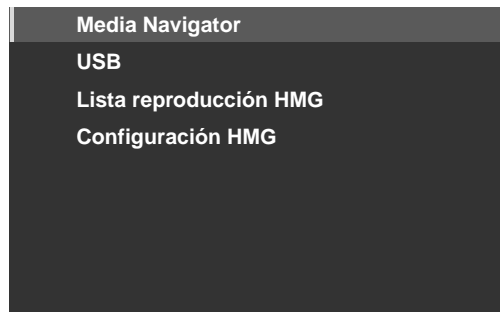 Media Navigator
USB
Lista reproducción HMG
Configuración HMG